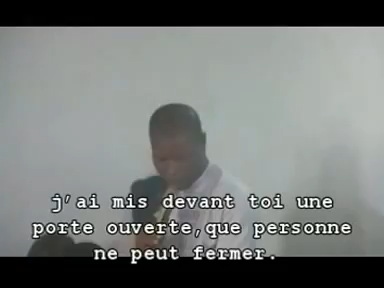 j'ai mis devant toi une
porte ouverte,que personne
ne peut fermer.